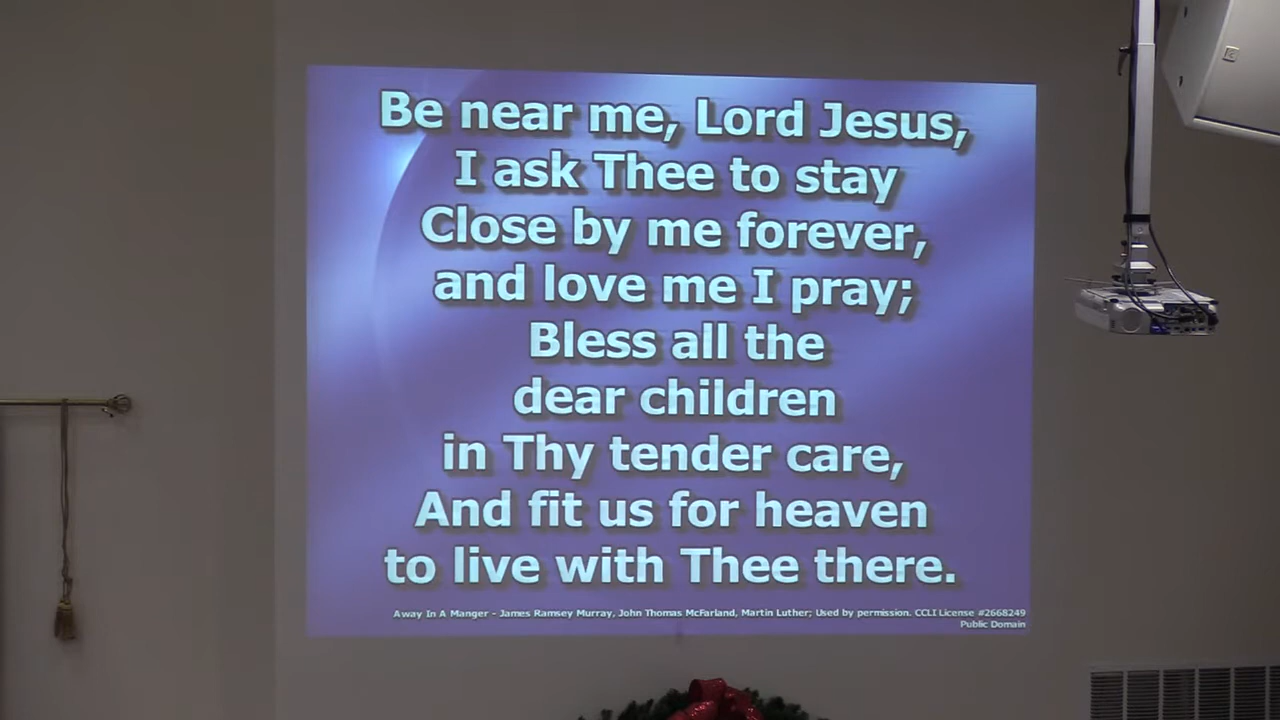 Be near me, Lord Jesus,
I ask Thee to stay
Close by me forever,
and love me I pray;
Bless all the
dear children
in Thy tender care,
And fit us for heaven
to live with Thee there.
Away In A Manger - James Ramsey Murray, John Thomas McFarland, Martin Luther; Used by permission. CCLI License #2668249
Public Domain